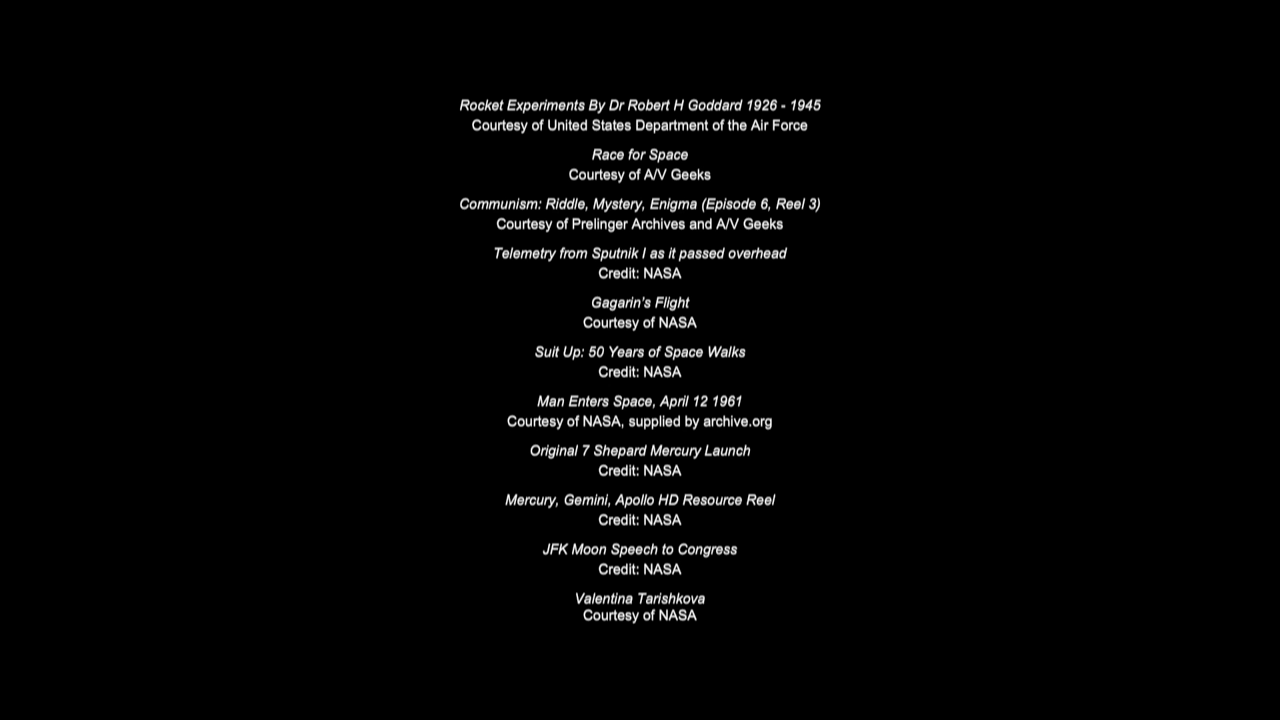 Rocket Experiments By Dr Robert H Goddard 1926 - 1945
Courtesy of United States Department of the Air Force
Race for Space
Courtesy of A/V Geeks
Communism: Riddle, Mystery, Enigma (Episode 6, Reel 3)
Courtesy of Prelinger Archives and A/V Geeks
Telemetry from Sputnik I as it passed overhead
Credit: NASA
Gagarin's Flight
Courtesy of NASA
Suit Up: 50 Years of Space Walks
Credit: NASA
Man Enters Space, April 12 1961
Courtesy of NASA, supplied by archive.org
Original 7 Shepard Mercury Launch
Credit: NASA
Mercury, Gemini, Apollo HD Resource Reel
Credit: NASA
JFK Moon Speech to Congress
Credit: NASA
Valentina Tarishkova
Courtesy of NASA